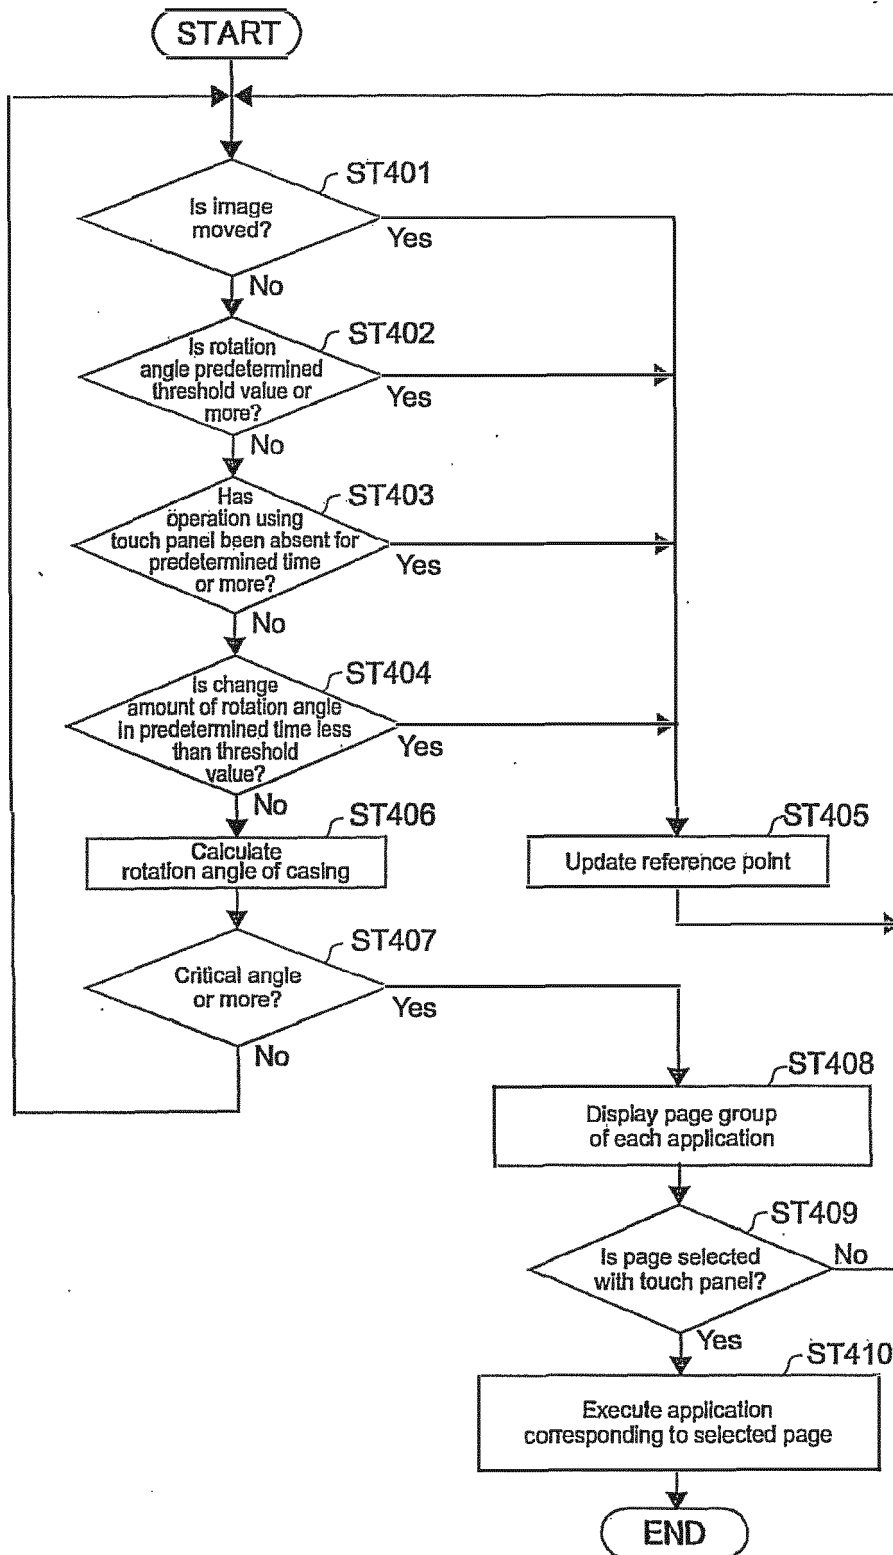 START
ST401
Is image
moved?
Yes
No
ST402
Is rotation
angle predetermined
threshold value or
more?
Yes
No
ST403
Has
operation using
touch panel been absent for
predetermined time
or more?
Yes
No
ST404
Is change
amount of rotation angle
in predetermined time less
than threshold
value?
Yes
No
ST406
Calculate
rotation angle of casing
ST405
Update reference point
ST407
Critical angle
or more?
Yes
No
ST408
Display page group
of each application
ST409
Is page selected
with touch panel?
No
Yes
ST410
Execute application
corresponding to selected page
END